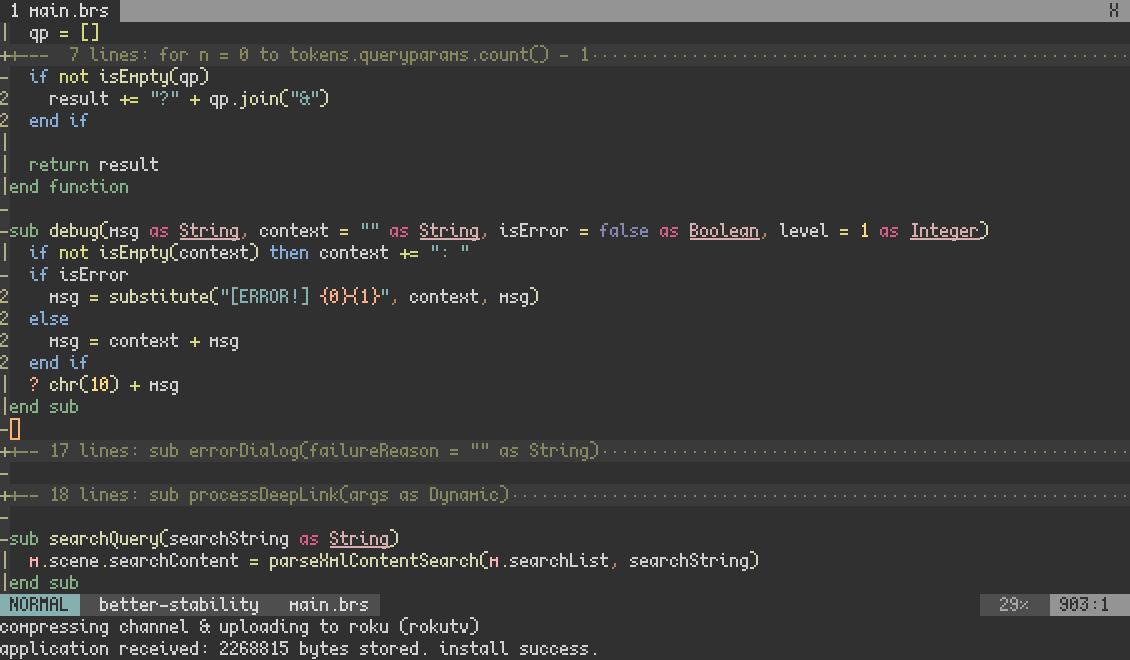 1 main.brs X
| qp = []
++--- 7 lines: for n = 0 to tokens.queryparams.count() - 1····················································
- if not isEmpty(qp)
2 result += "?" + qp.join("&")
2 end if
|
| return result
|end function
-
-sub debug(msg as String, context = "" as String, isError = false as Boolean, level = 1 as Integer)
| if not isEmpty(context) then context += ": "
- if isError
2 msg = substitute("[ERROR!] {0}{1}", context, msg)
2 else
2 msg = context + msg
2 end if
| ? chr(10) + msg
|end sub
-
++-- 17 lines: sub errorDialog(failureReason = "" as String)·····················································
-
++-- 18 lines: sub processDeepLink(args as Dynamic)······························································
-
-sub searchQuery(searchString as String)
| m.scene.searchContent = parseXmlContentSearch(m.searchList, searchString)
|end sub
NORMAL better-stability main.brs 29% 903:1
compressing channel & uploading to roku (rokutv)
application received: 2268815 bytes stored. install success.